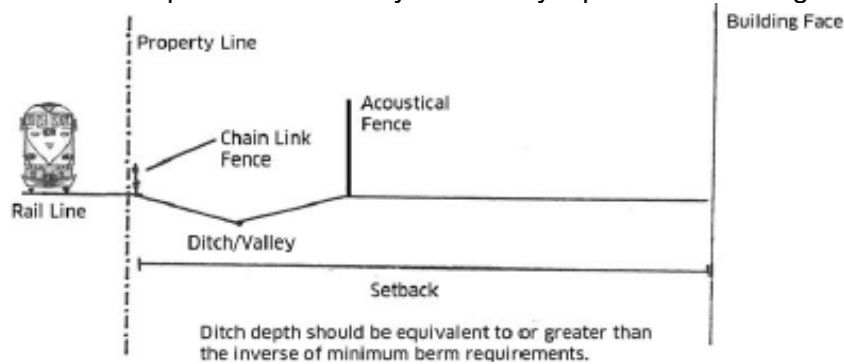 Building Face
Property Line
Acoustical
Fence
Chain Link
Fence
Rail Line
Ditch/Valley
Setback
Ditch depth should be equivalent to or greater than
the inverse of minimum berm requirements.